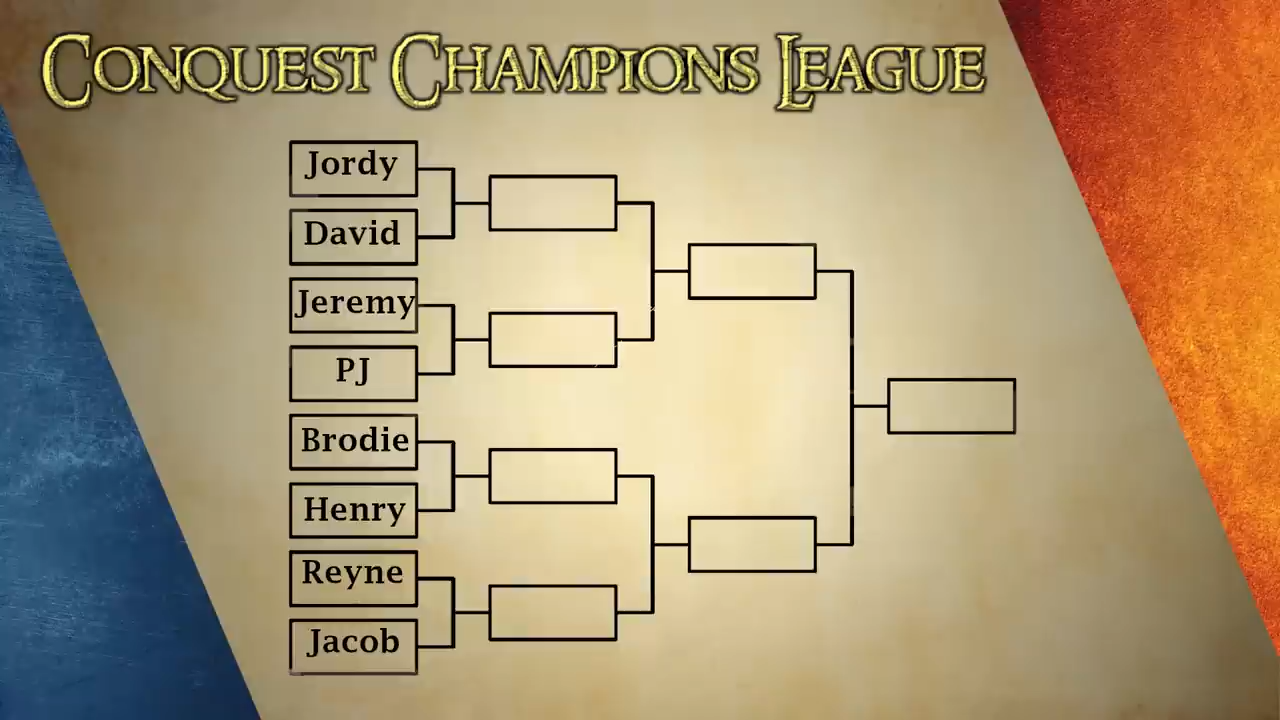 Conquest Champions League
Jordy
David
Jeremy
PJ
Brodie
Henry
Reyne
Jacob